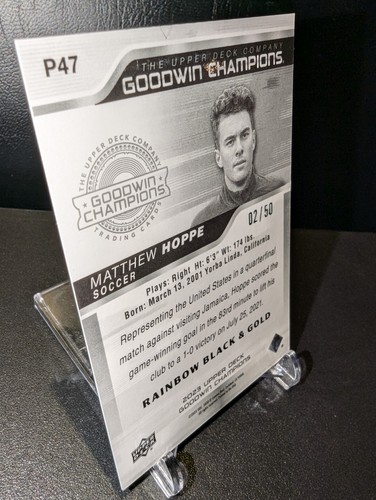 P47
THE UPPER DECK COMPANY
GOODWIN CHAMPIONS.
THE UPPER DECK COMPANY
GOODWIN
CHAMPIONS
TRADING CARDS
MATTHEW HOPPE
SOCCER
02/50
Plays: Right Ht: 6'3" Wt: 174 lbs.
Born: March 13, 2001 Yorba Linda, California
Representing the United States in a quarterfinal
match against visiting Jamaica, Hoppe scored the
game-winning goal in the 83rd minute to lift his
club to a 1-0 victory on July 25, 2021.
RAINBOW BLACK & GOLD
2023 UPPER DECK
GOODWIN CHAMPIONS
UPPER DECK